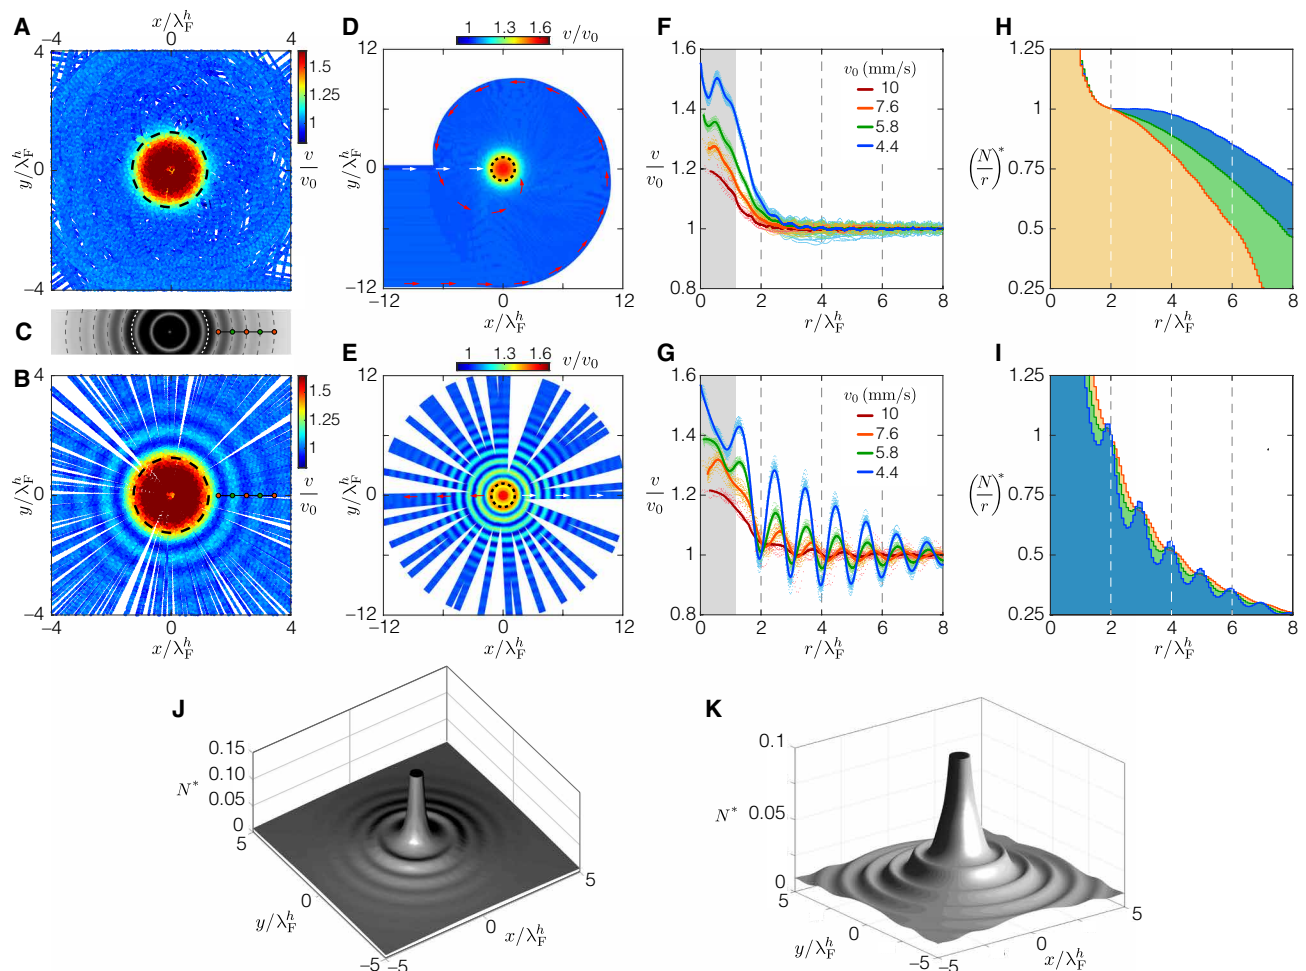 A
x/λ_F^h
−4 0 4
4
0
−4
y/λ_F^h
1.5
1.25
1
v/v₀
C
B
4
0
−4
y/λ_F^h
−4 0 4
x/λ_F^h
1.5
1.25
1
v/v₀
D
1 1.3 1.6 v/v₀
12
0
−12
y/λ_F^h
−12 0 12
x/λ_F^h
E
1 1.3 1.6 v/v₀
12
0
−12
y/λ_F^h
−12 0 12
x/λ_F^h
F
1.6
1.4
1.2
1
0.8
v/v₀
v₀ (mm/s)
10
7.6
5.8
4.4
0 2 4 6 8
r/λ_F^h
G
1.6
1.4
1.2
1
0.8
v/v₀
v₀ (mm/s)
10
7.6
5.8
4.4
0 2 4 6 8
r/λ_F^h
H
1.25
1
0.75
0.5
0.25
(N/r)*
0 2 4 6 8
r/λ_F^h
I
1.25
1
0.75
0.5
0.25
(N/r)*
0 2 4 6 8
r/λ_F^h
J
0.15
0.10
0.05
0
N*
5
0
−5
y/λ_F^h
−5
0
5
x/λ_F^h
K
0.1
0.05
0
N*
5
0
−5
y/λ_F^h
−5
0
5
x/λ_F^h